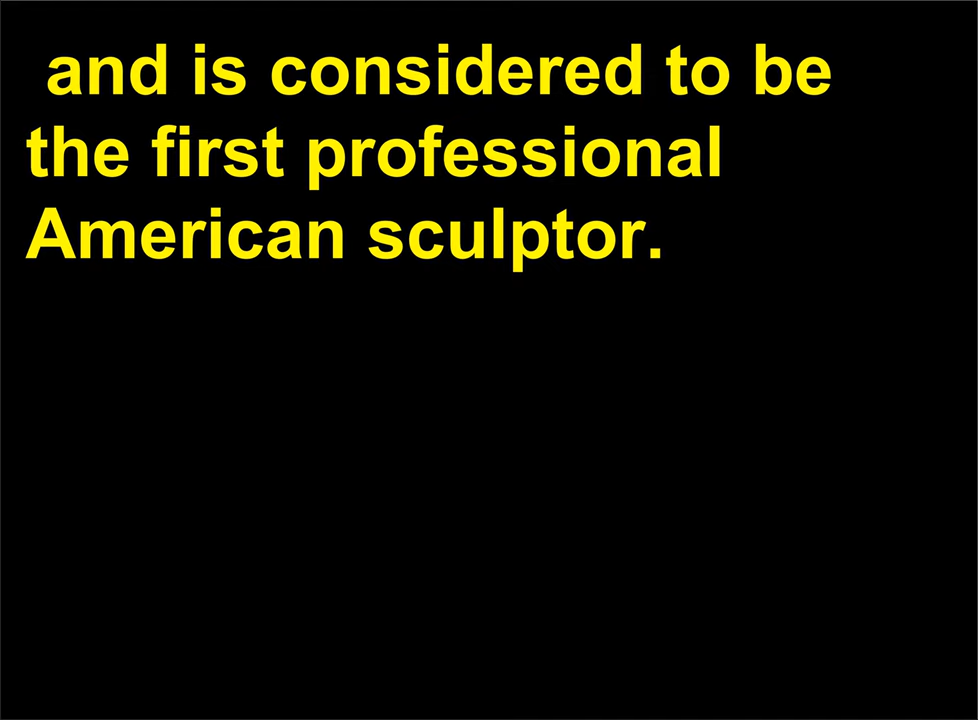 and is considered to be
the first professional
American sculptor.